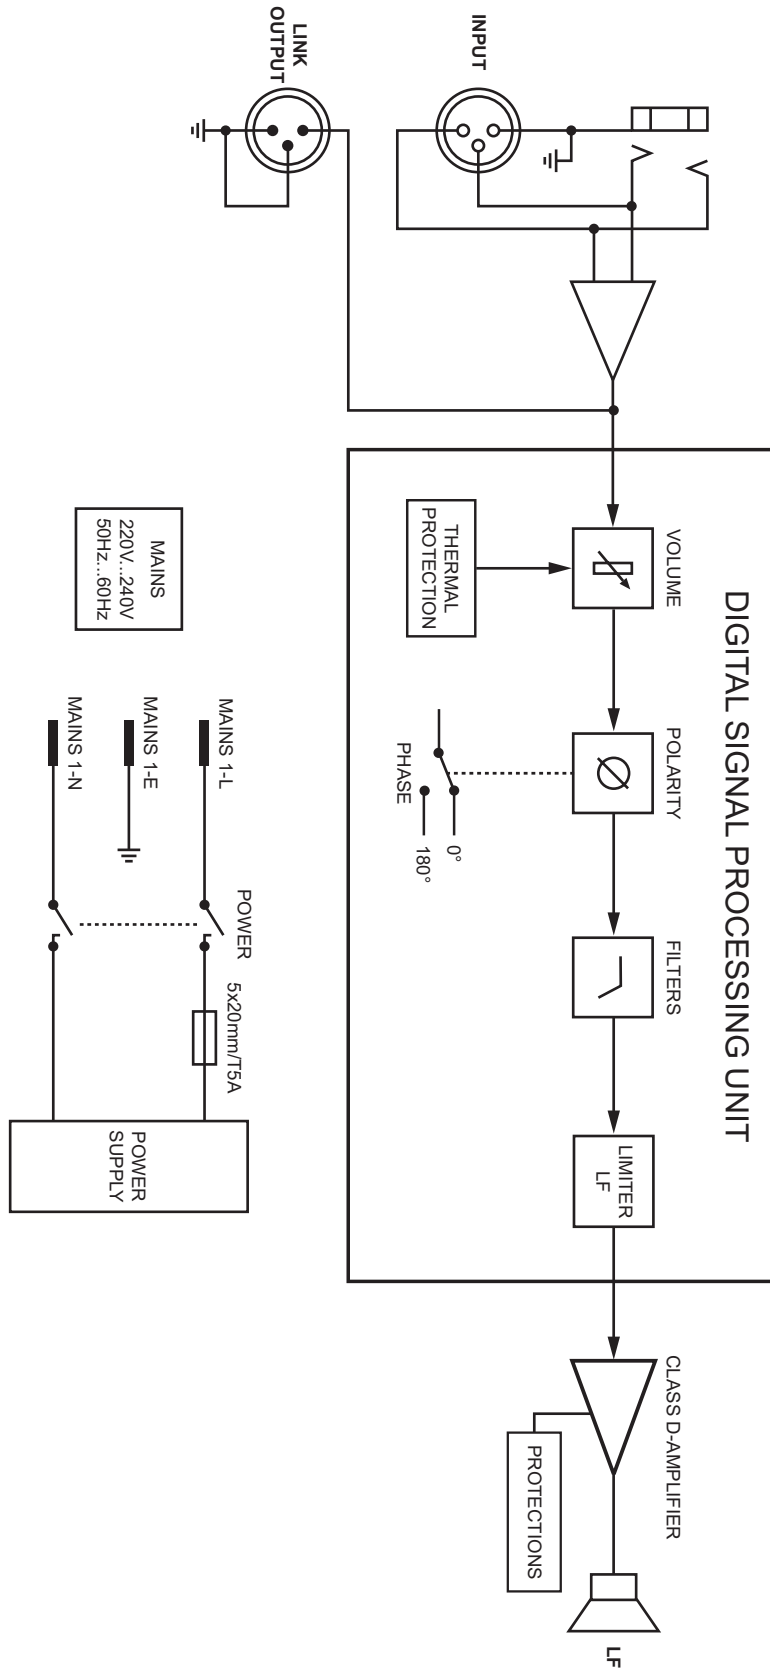 DIGITAL SIGNAL PROCESSING UNIT
INPUT
LINK
OUTPUT
VOLUME
POLARITY
FILTERS
LIMITER
LF
CLASS D-AMPLIFIER
LF
THERMAL
PROTECTION
PHASE
0°
180°
PROTECTIONS
MAINS
220V...240V
50Hz...60Hz
MAINS 1-L
MAINS 1-E
MAINS 1-N
POWER
5x20mm/T5A
POWER
SUPPLY